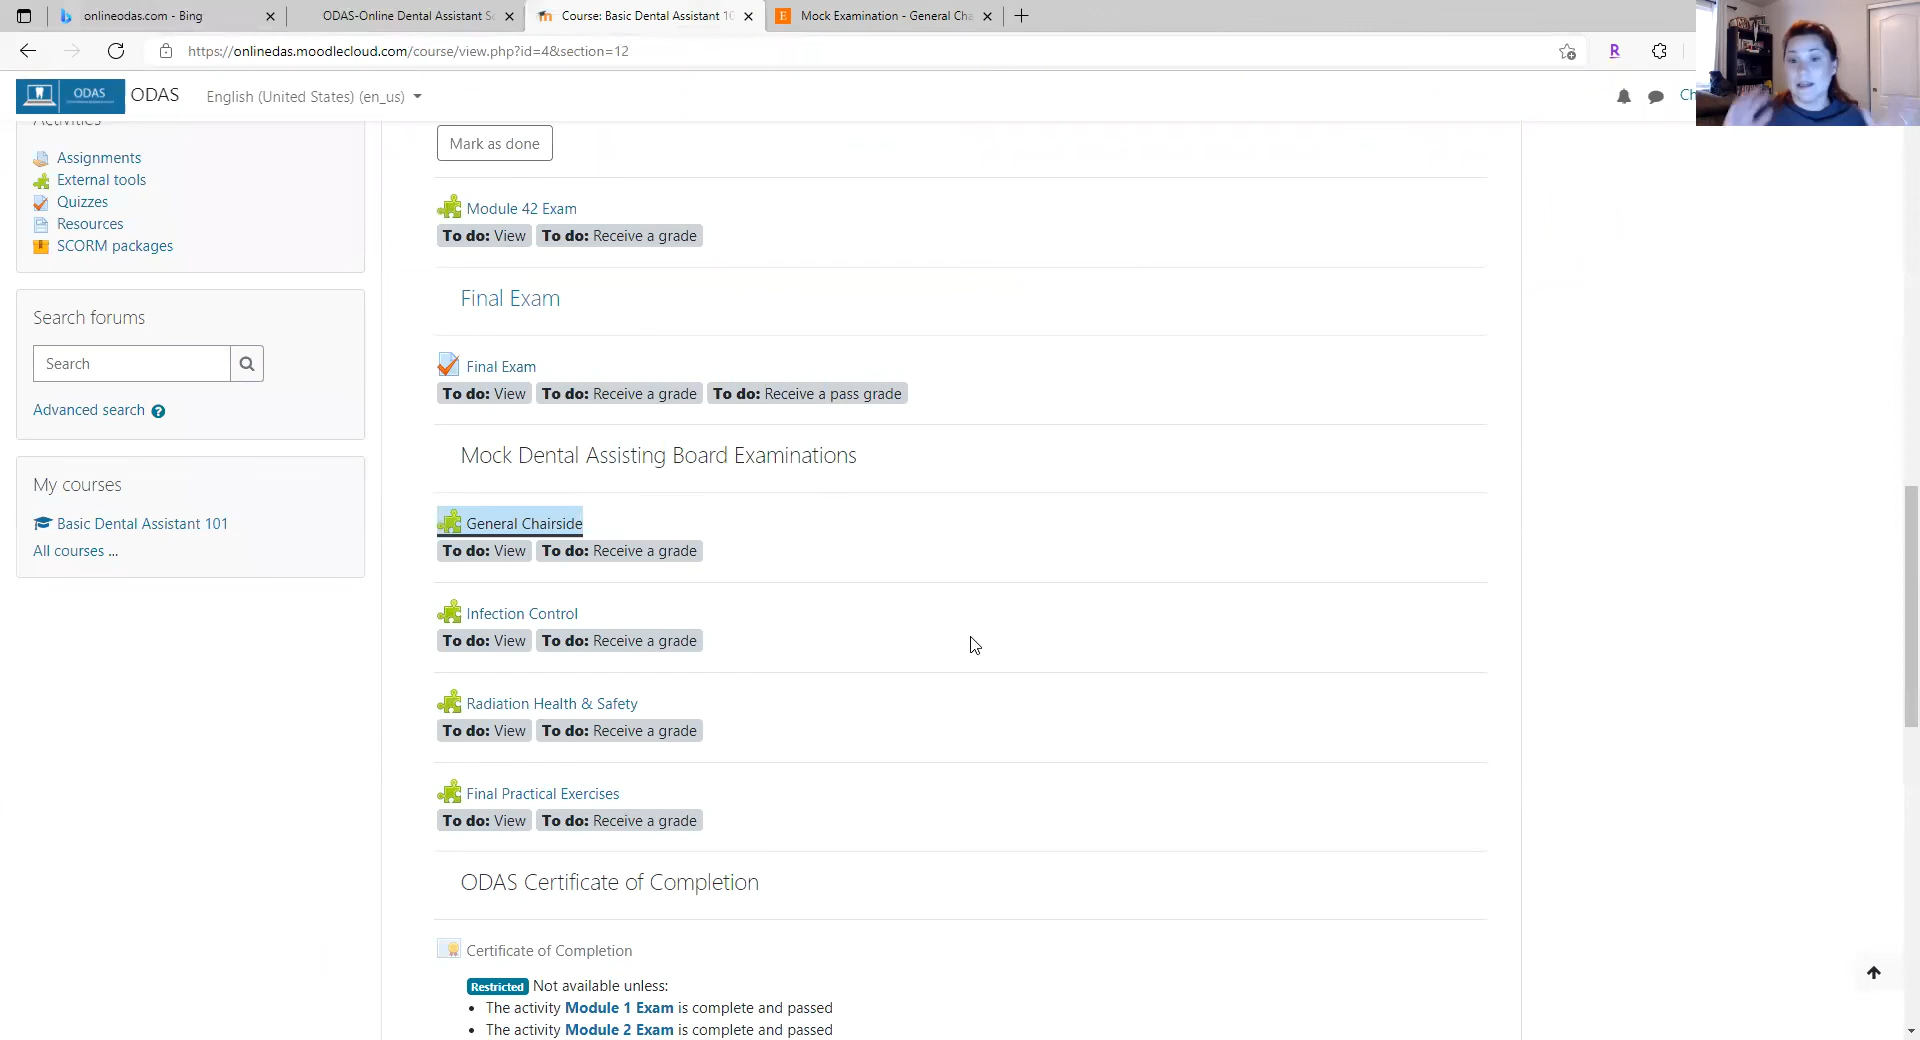 onlineodas.com - Bing
ODAS-Online Dental Assistant Sc
Course: Basic Dental Assistant 10
Mock Examination - General Cha
https://onlinedas.moodlecloud.com/course/view.php?id=4&section=12
R
ODAS
ODAS
English (United States) (en_us)
Ch
Activities
Assignments
External tools
Quizzes
Resources
SCORM packages
Search forums
Search
Advanced search
My courses
Basic Dental Assistant 101
All courses ...
Mark as done
Module 42 Exam
To do: View To do: Receive a grade
Final Exam
Final Exam
To do: View To do: Receive a grade To do: Receive a pass grade
Mock Dental Assisting Board Examinations
General Chairside
To do: View To do: Receive a grade
Infection Control
To do: View To do: Receive a grade
Radiation Health & Safety
To do: View To do: Receive a grade
Final Practical Exercises
To do: View To do: Receive a grade
ODAS Certificate of Completion
Certificate of Completion
Restricted Not available unless:
• The activity Module 1 Exam is complete and passed
• The activity Module 2 Exam is complete and passed